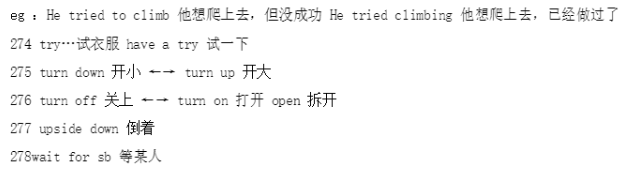 eg ：He tried to climb 他想爬上去，但没成功 He tried climbing 他想爬上去，已经做过了
274 try…试衣服 have a try 试一下
275 turn down 开小 ←→ turn up 开大
276 turn off 关上 ←→ turn on 打开 open 拆开
277 upside down 倒着
278wait for sb 等某人